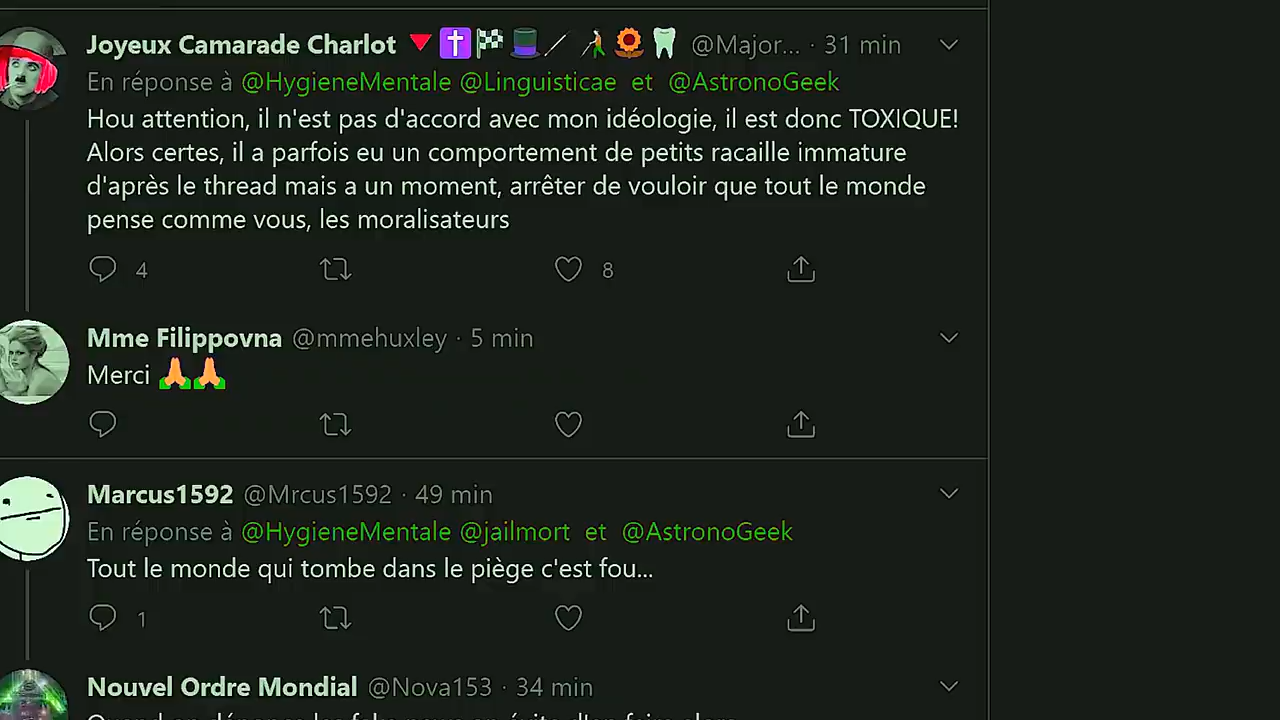 Joyeux Camarade Charlot 🔻✝️🏁🎩🦯🌻🦷 @Major... · 31 min
En réponse à @HygieneMentale @Linguisticae et @AstronoGeek
Hou attention, il n'est pas d'accord avec mon idéologie, il est donc TOXIQUE!
Alors certes, il a parfois eu un comportement de petits racaille immature
d'après le thread mais a un moment, arrêter de vouloir que tout le monde
pense comme vous, les moralisateurs
4 8
Mme Filippovna @mmehuxley · 5 min
Merci 🙏🙏
Marcus1592 @Mrcus1592 · 49 min
En réponse à @HygieneMentale @jailmort et @AstronoGeek
Tout le monde qui tombe dans le piège c'est fou...
1
Nouvel Ordre Mondial @Nova153 · 34 min